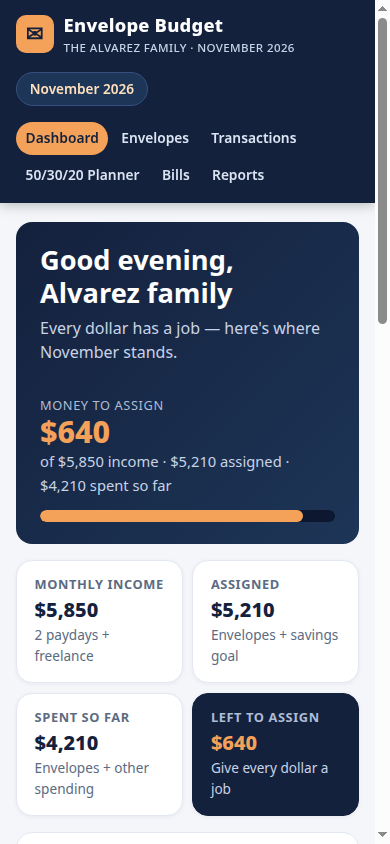 Envelope Budget
THE ALVAREZ FAMILY · NOVEMBER 2026
November 2026
Dashboard Envelopes Transactions
50/30/20 Planner Bills Reports
Good evening,
Alvarez family
Every dollar has a job — here's where
November stands.
MONEY TO ASSIGN
$640
of $5,850 income · $5,210 assigned ·
$4,210 spent so far
MONTHLY INCOME
$5,850
2 paydays +
freelance
ASSIGNED
$5,210
Envelopes + savings
goal
SPENT SO FAR
$4,210
Envelopes + other
spending
LEFT TO ASSIGN
$640
Give every dollar a
job